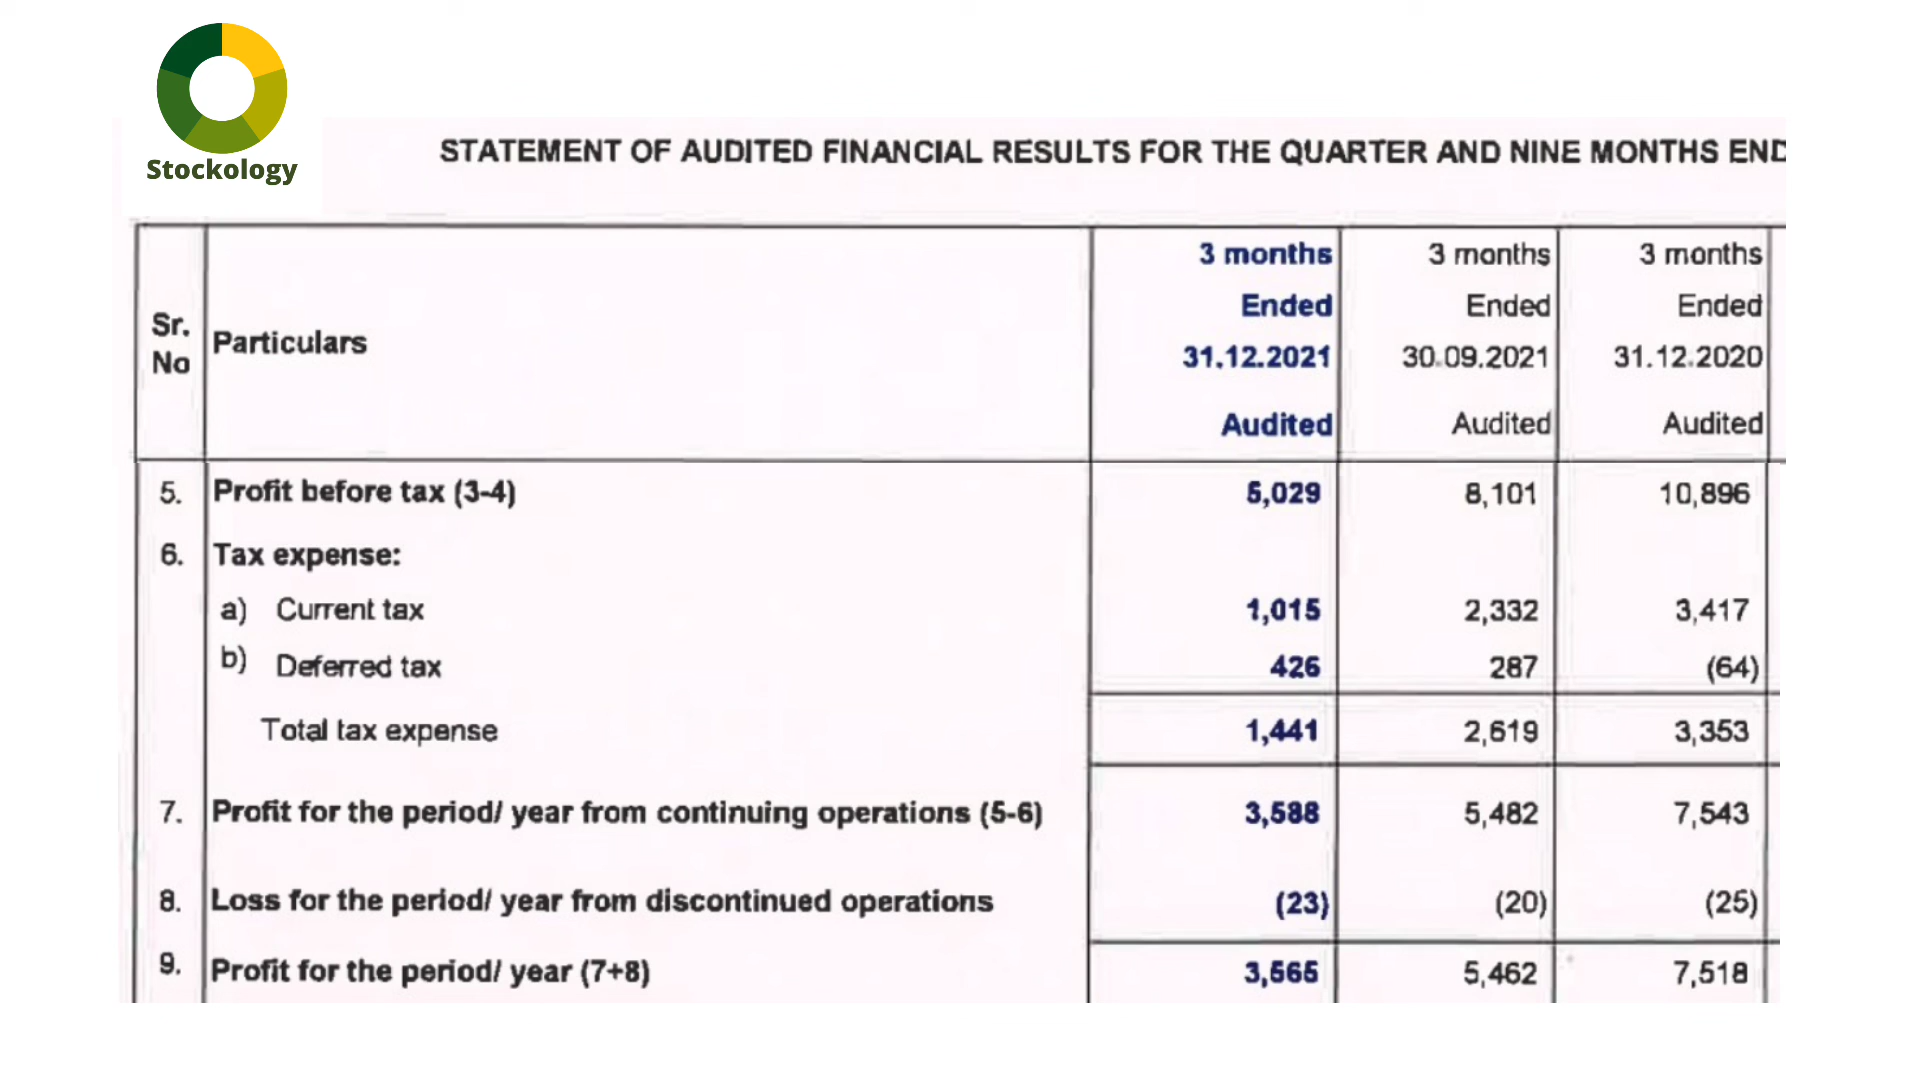 Stockology
STATEMENT OF AUDITED FINANCIAL RESULTS FOR THE QUARTER AND NINE MONTHS END
Sr. No Particulars 3 months Ended 31.12.2021 Audited 3 months Ended 30.09.2021 Audited 3 months Ended 31.12.2020 Audited
5. Profit before tax (3-4) 5,029 8,101 10,896
6. Tax expense:
a) Current tax 1,015 2,332 3,417
b) Deferred tax 426 287 (64)
Total tax expense 1,441 2,619 3,353
7. Profit for the period/ year from continuing operations (5-6) 3,588 5,482 7,543
8. Loss for the period/ year from discontinued operations (23) (20) (25)
9. Profit for the period/ year (7+8) 3,565 5,462 7,518